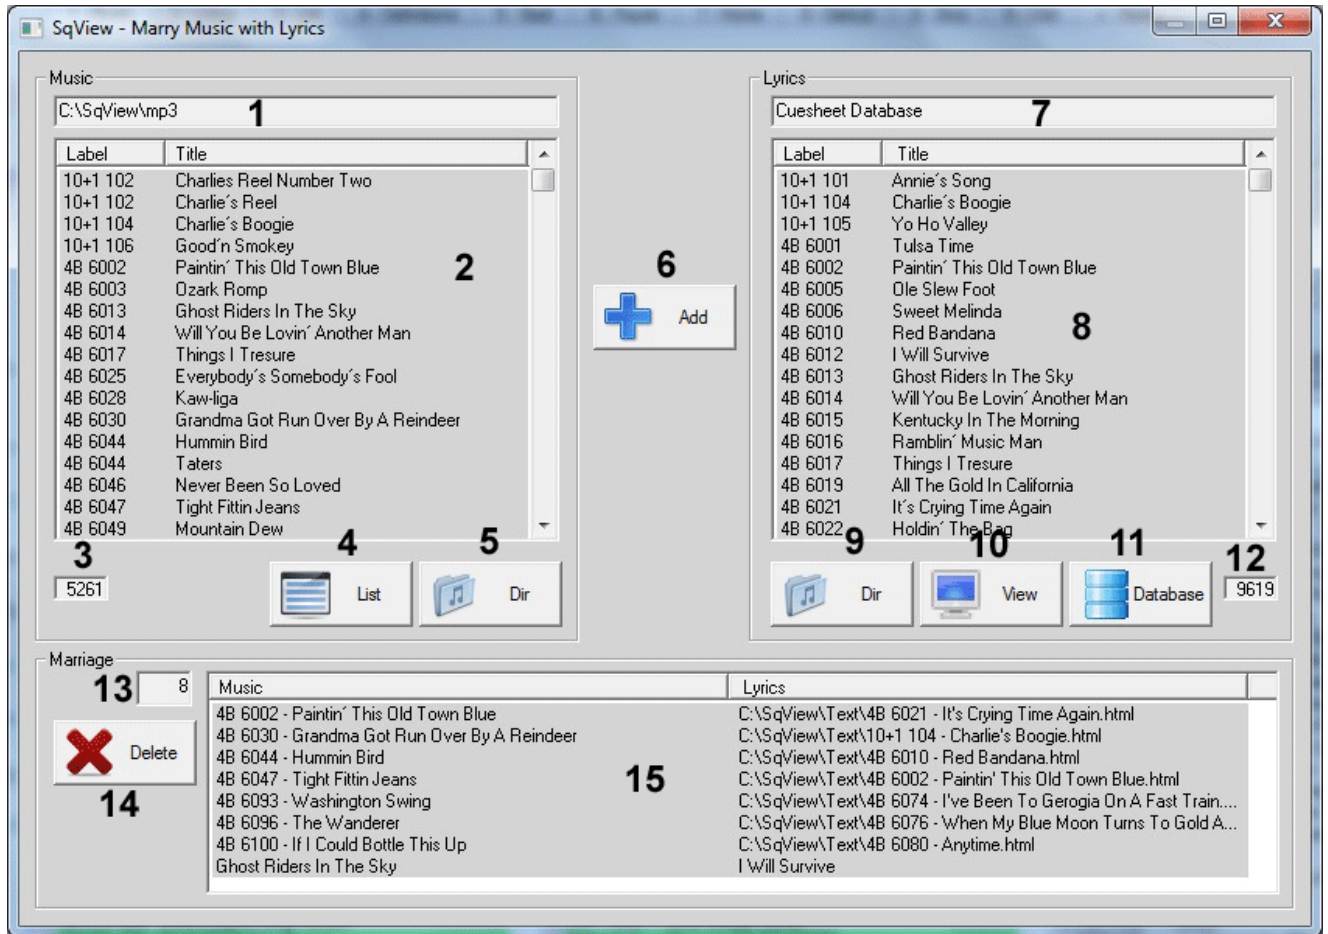 SqView - Marry Music with Lyrics
Music
C:\SqView\mp3 1
Label Title
10+1 102 Charlies Reel Number Two
10+1 102 Charlie´s Reel
10+1 104 Charlie´s Boogie
10+1 106 Good´n Smokey
4B 6002 Paintin´ This Old Town Blue
4B 6003 Ozark Romp
4B 6013 Ghost Riders In The Sky
4B 6014 Will You Be Lovin´ Another Man
4B 6017 Things I Tresure
4B 6025 Everybody´s Somebody´s Fool
4B 6028 Kaw-liga
4B 6030 Grandma Got Run Over By A Reindeer
4B 6044 Hummin Bird
4B 6044 Taters
4B 6046 Never Been So Loved
4B 6047 Tight Fittin Jeans
4B 6049 Mountain Dew
2
3
5261
4
List
5
Dir
6
Add
Lyrics
Cuesheet Database 7
Label Title
10+1 101 Annie´s Song
10+1 104 Charlie´s Boogie
10+1 105 Yo Ho Valley
4B 6001 Tulsa Time
4B 6002 Paintin´ This Old Town Blue
4B 6005 Ole Slew Foot
4B 6006 Sweet Melinda
4B 6010 Red Bandana
4B 6012 I Will Survive
4B 6013 Ghost Riders In The Sky
4B 6014 Will You Be Lovin´ Another Man
4B 6015 Kentucky In The Morning
4B 6016 Ramblin´ Music Man
4B 6017 Things I Tresure
4B 6019 All The Gold In California
4B 6021 It´s Crying Time Again
4B 6022 Holdin´ The Bag
8
9
Dir
10
View
11
Database
12
9619
Marriage
13 8
14
Delete
Music Lyrics
4B 6002 - Paintin´ This Old Town Blue C:\SqView\Text\4B 6021 - It's Crying Time Again.html
4B 6030 - Grandma Got Run Over By A Reindeer C:\SqView\Text\10+1 104 - Charlie's Boogie.html
4B 6044 - Hummin Bird C:\SqView\Text\4B 6010 - Red Bandana.html
4B 6047 - Tight Fittin Jeans C:\SqView\Text\4B 6002 - Paintin' This Old Town Blue.html
4B 6093 - Washington Swing C:\SqView\Text\4B 6074 - I've Been To Gerogia On A Fast Train....
4B 6096 - The Wanderer C:\SqView\Text\4B 6076 - When My Blue Moon Turns To Gold A...
4B 6100 - If I Could Bottle This Up C:\SqView\Text\4B 6080 - Anytime.html
Ghost Riders In The Sky I Will Survive
15